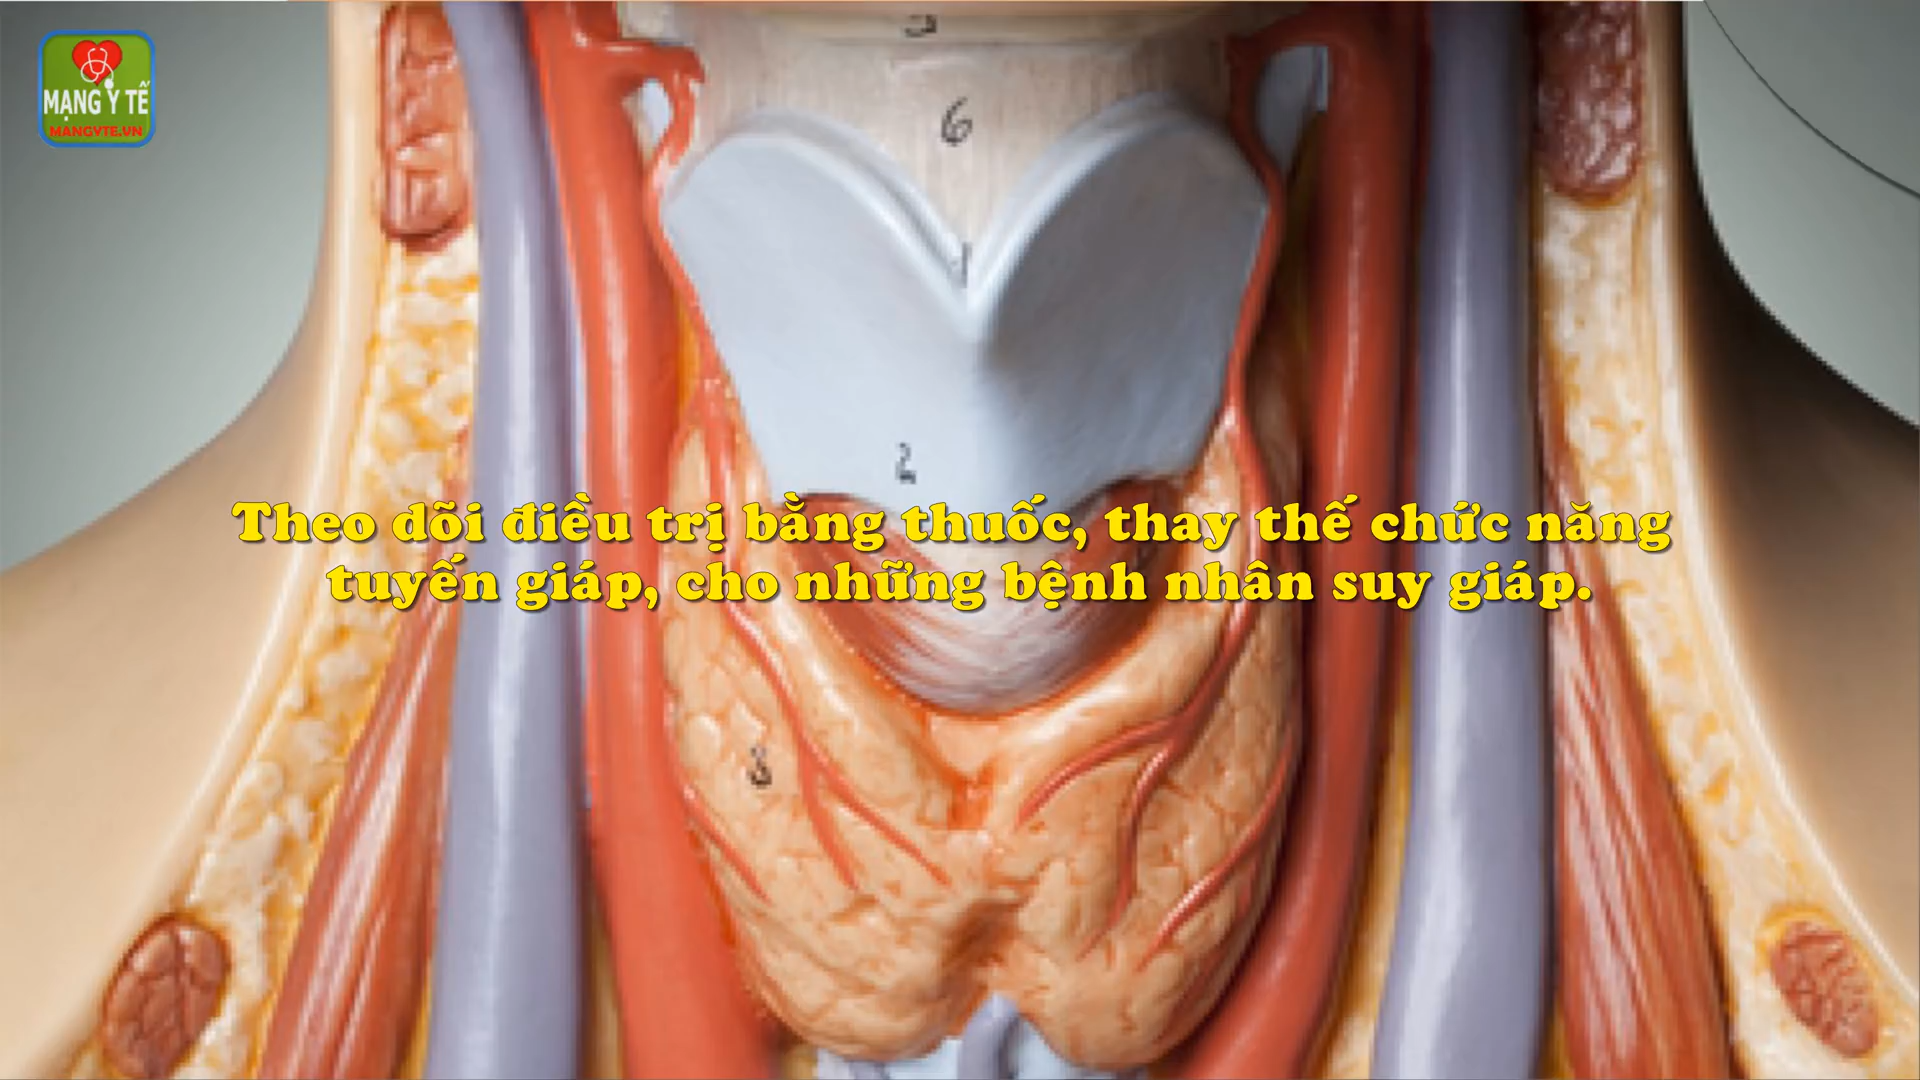 MẠNG Y TẾ
MANGYTE.VN
6
1
2
Theo dõi điều trị bằng thuốc, thay thế chức năng
tuyến giáp, cho những bệnh nhân suy giáp.